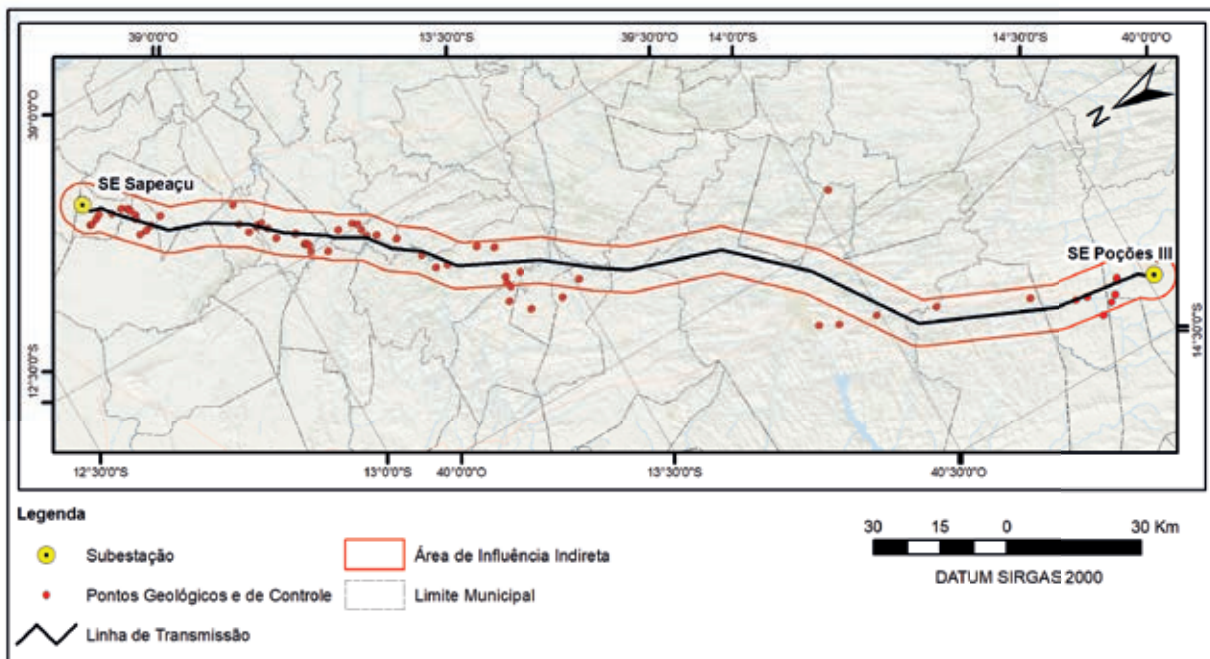 39°0'0"O 13°30'0"S 39°30'0"O 14°0'0"S 14°30'0"S 40°0'0"O
39°0'0"O
N
SE Sapeaçu
SE Poções III
14°30'0"S
12°30'0"S
12°30'0"S 13°0'0"S 40°0'0"O 13°30'0"S 40°30'0"O
Legenda
Subestação
Pontos Geológicos e de Controle
Linha de Transmissão
Área de Influência Indireta
Limite Municipal
30 15 0 30 Km
DATUM SIRGAS 2000